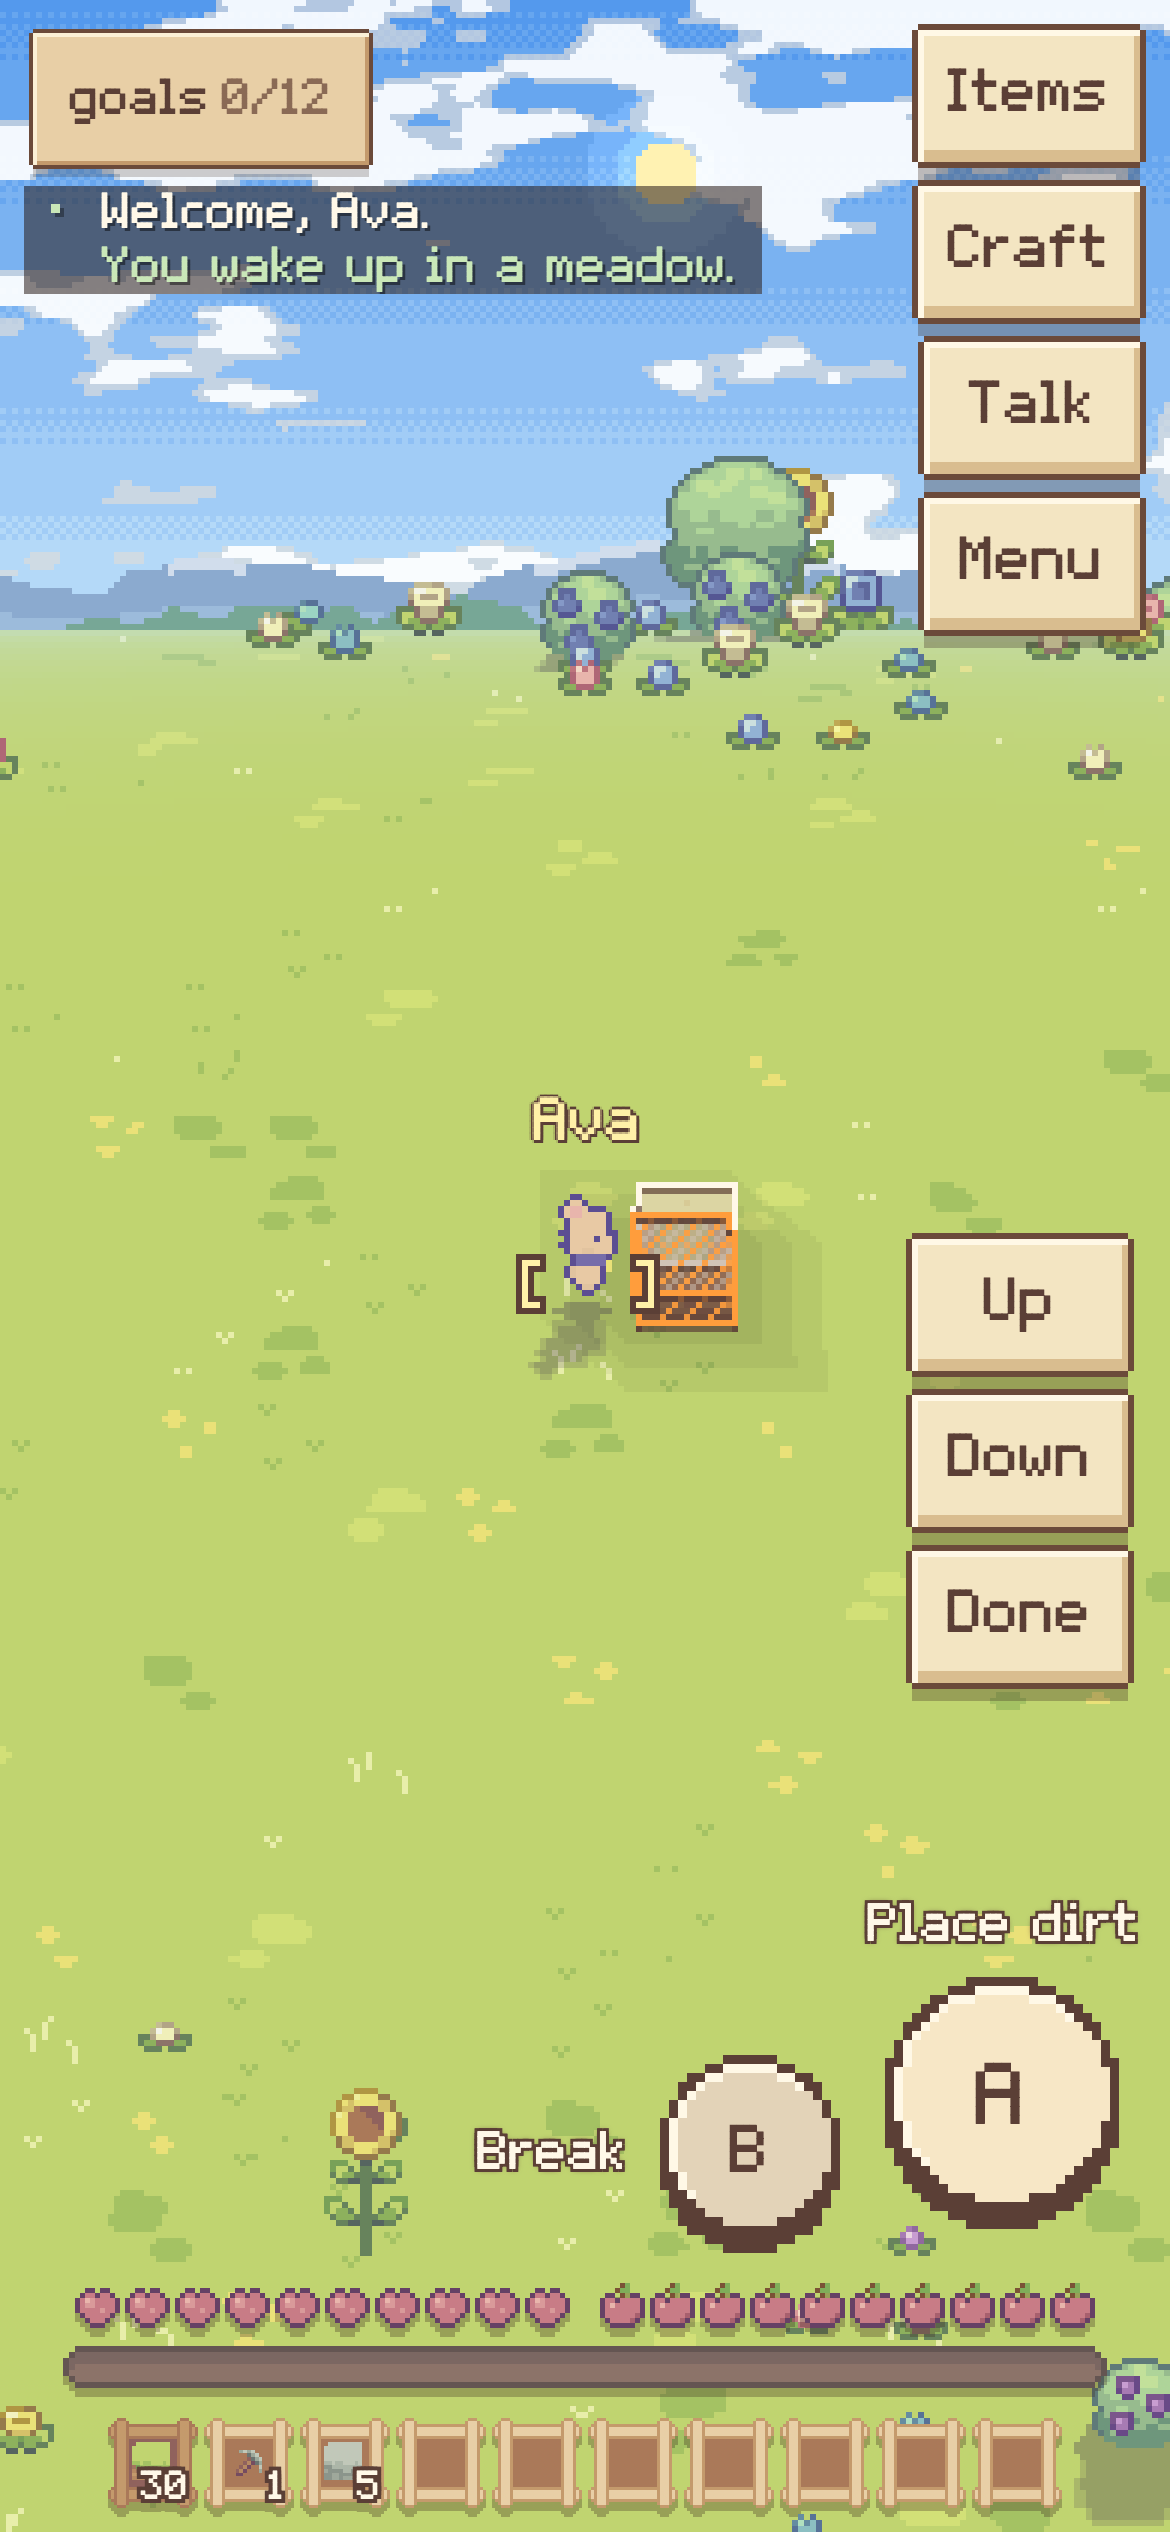 goals 0/12
Items
Welcome, Ava.
You wake up in a meadow.
Craft
Talk
Menu
Ava
Up
Down
Done
Place dirt
A
Break
B
30
1
5